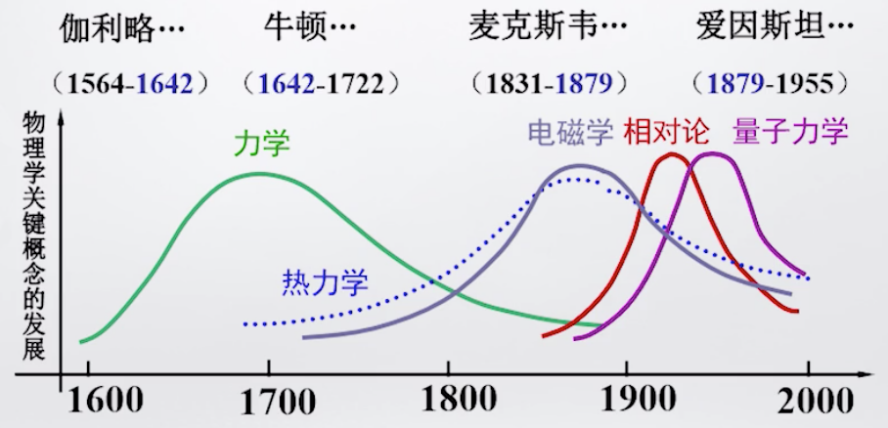 伽利略… 牛顿… 麦克斯韦… 爱因斯坦…
（1564-1642） （1642-1722） （1831-1879） （1879-1955）
物理学关键概念的发展
力学 电磁学 相对论 量子力学
热力学
1600 1700 1800 1900 2000